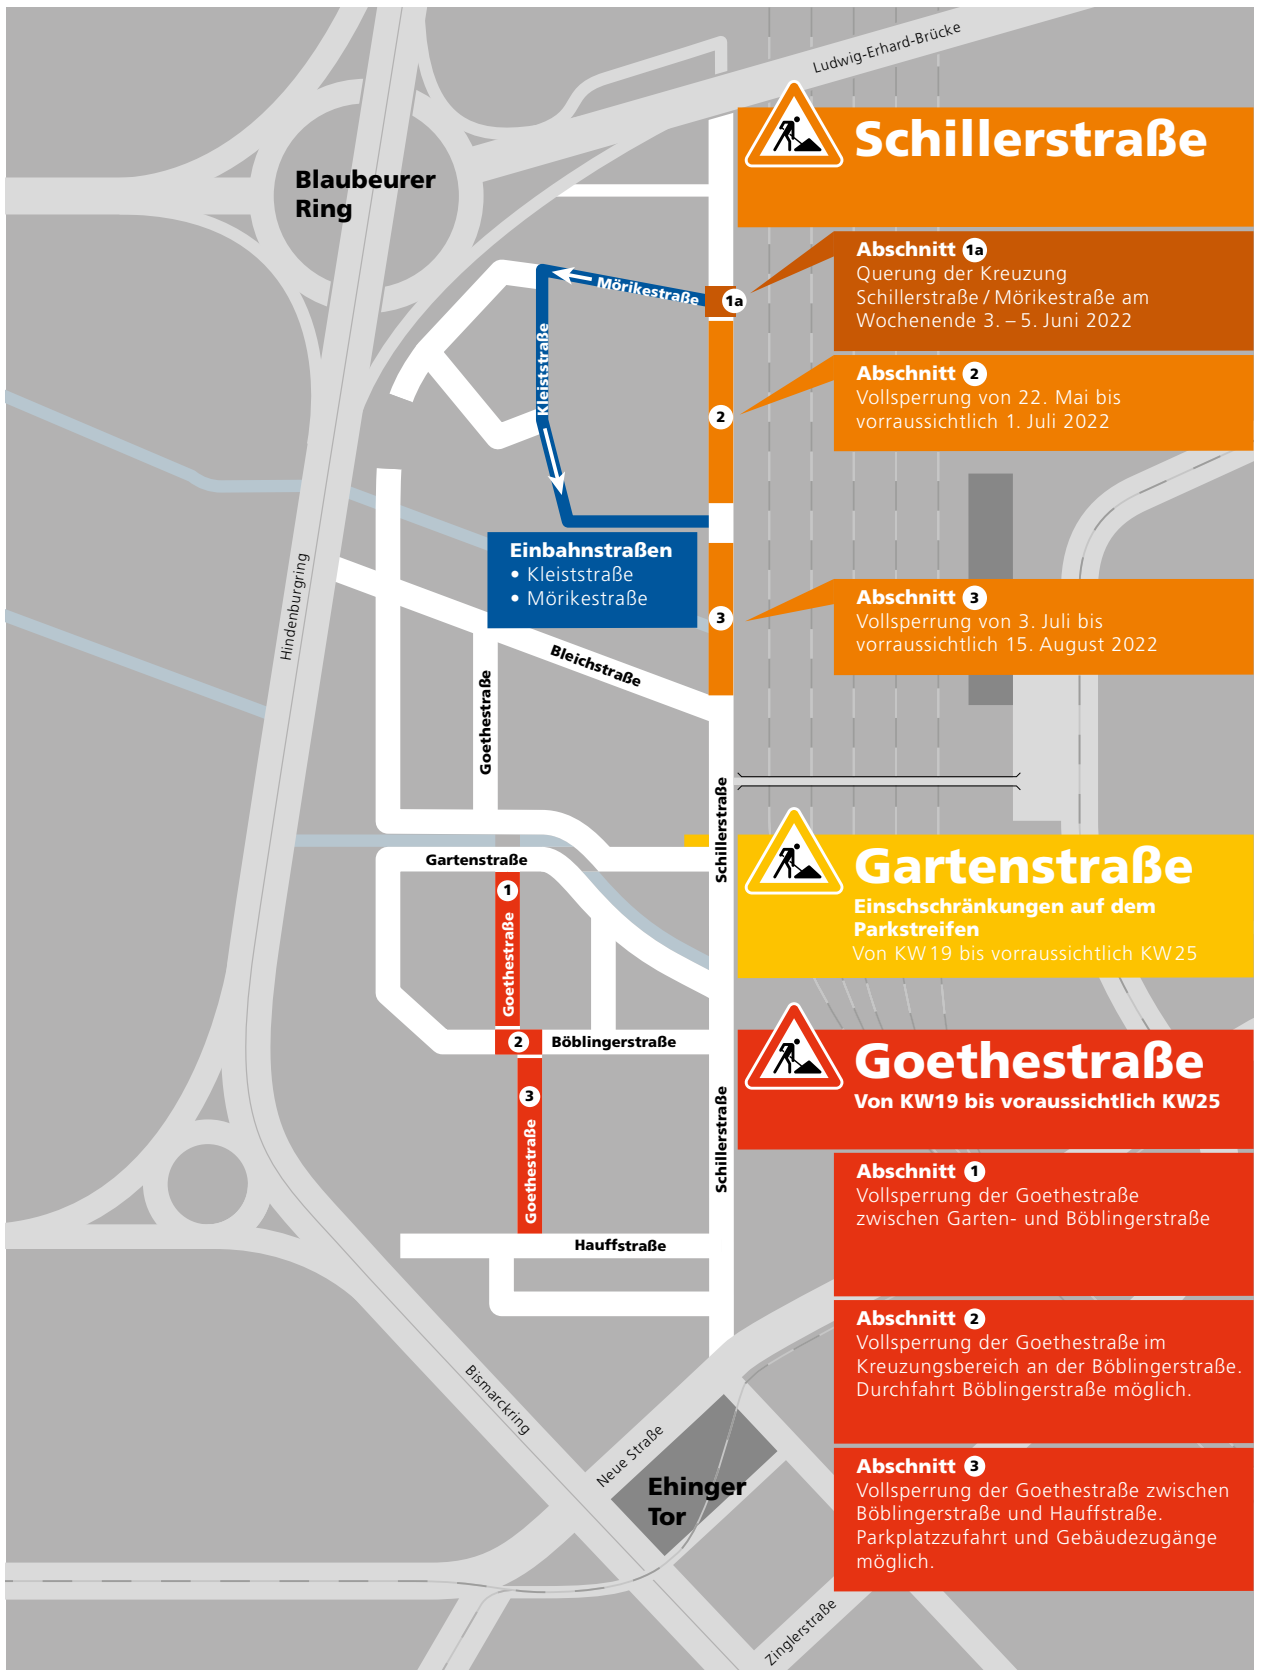 Ludwig-Erhard-Brücke
Schillerstraße
Blaubeurer
Ring
Abschnitt 1a
Querung der Kreuzung
Schillerstraße / Mörikestraße am
Wochenende 3. – 5. Juni 2022
Mörikestraße
1a
Kleiststraße
Abschnitt 2
Vollsperrung von 22. Mai bis
vorraussichtlich 1. Juli 2022
2
Einbahnstraßen
• Kleiststraße
• Mörikestraße
Hindenburgring
Abschnitt 3
Vollsperrung von 3. Juli bis
vorraussichtlich 15. August 2022
3
Bleichstraße
Goethestraße
Schillerstraße
Gartenstraße
Gartenstraße
Einschschränkungen auf dem
Parkstreifen
Von KW19 bis vorraussichtlich KW25
1
Goethestraße
2
Böblingerstraße
3
Goethestraße
Schillerstraße
Goethestraße
Von KW19 bis voraussichtlich KW25
Abschnitt 1
Vollsperrung der Goethestraße
zwischen Garten- und Böblingerstraße
Hauffstraße
Abschnitt 2
Vollsperrung der Goethestraße im
Kreuzungsbereich an der Böblingerstraße.
Durchfahrt Böblingerstraße möglich.
Bismarckring
Neue Straße
Ehinger
Tor
Abschnitt 3
Vollsperrung der Goethestraße zwischen
Böblingerstraße und Hauffstraße.
Parkplatzzufahrt und Gebäudezugänge
möglich.
Zinglerstraße